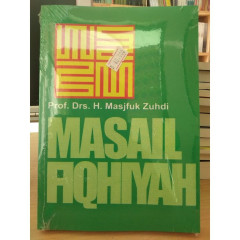 Prof. Drs. H. Masjfuk Zuhdi
MASAIL
FIQHIYAH